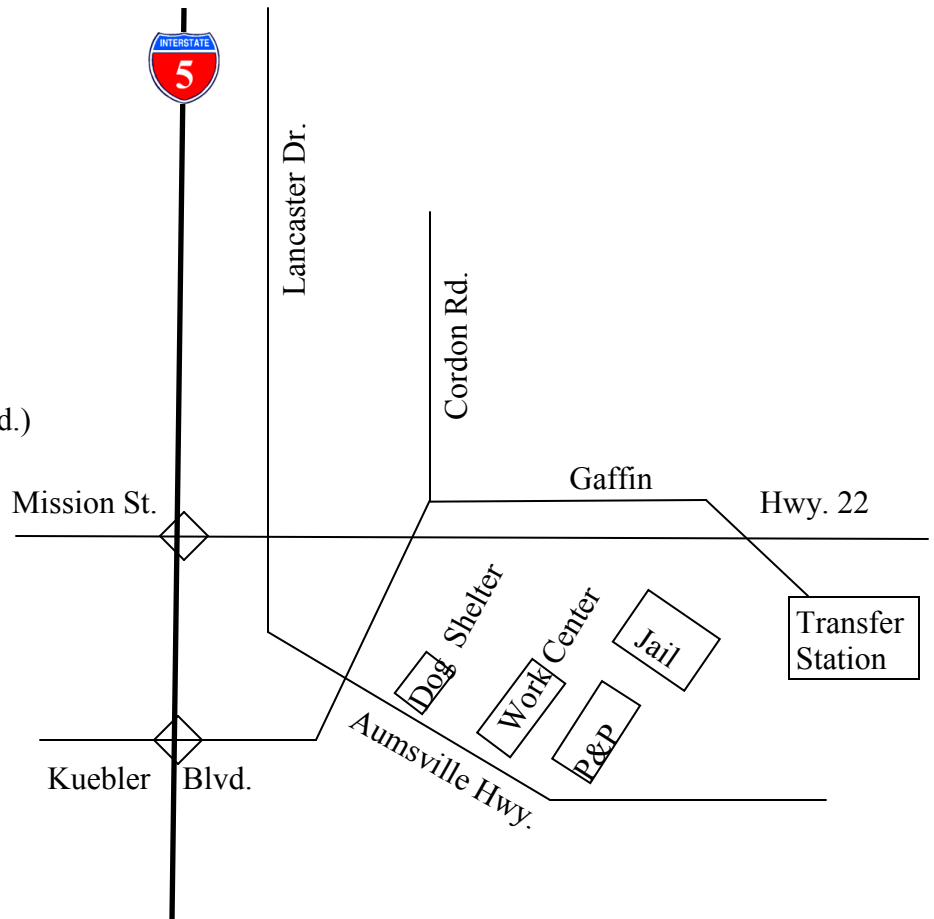 INTERSTATE
5
Lancaster Dr.
Cordon Rd.
d.)
Gaffin
Mission St.
Hwy. 22
Dog Shelter
Work Center
Jail
Transfer
Station
P&P
Aumsville Hwy.
Kuebler Blvd.